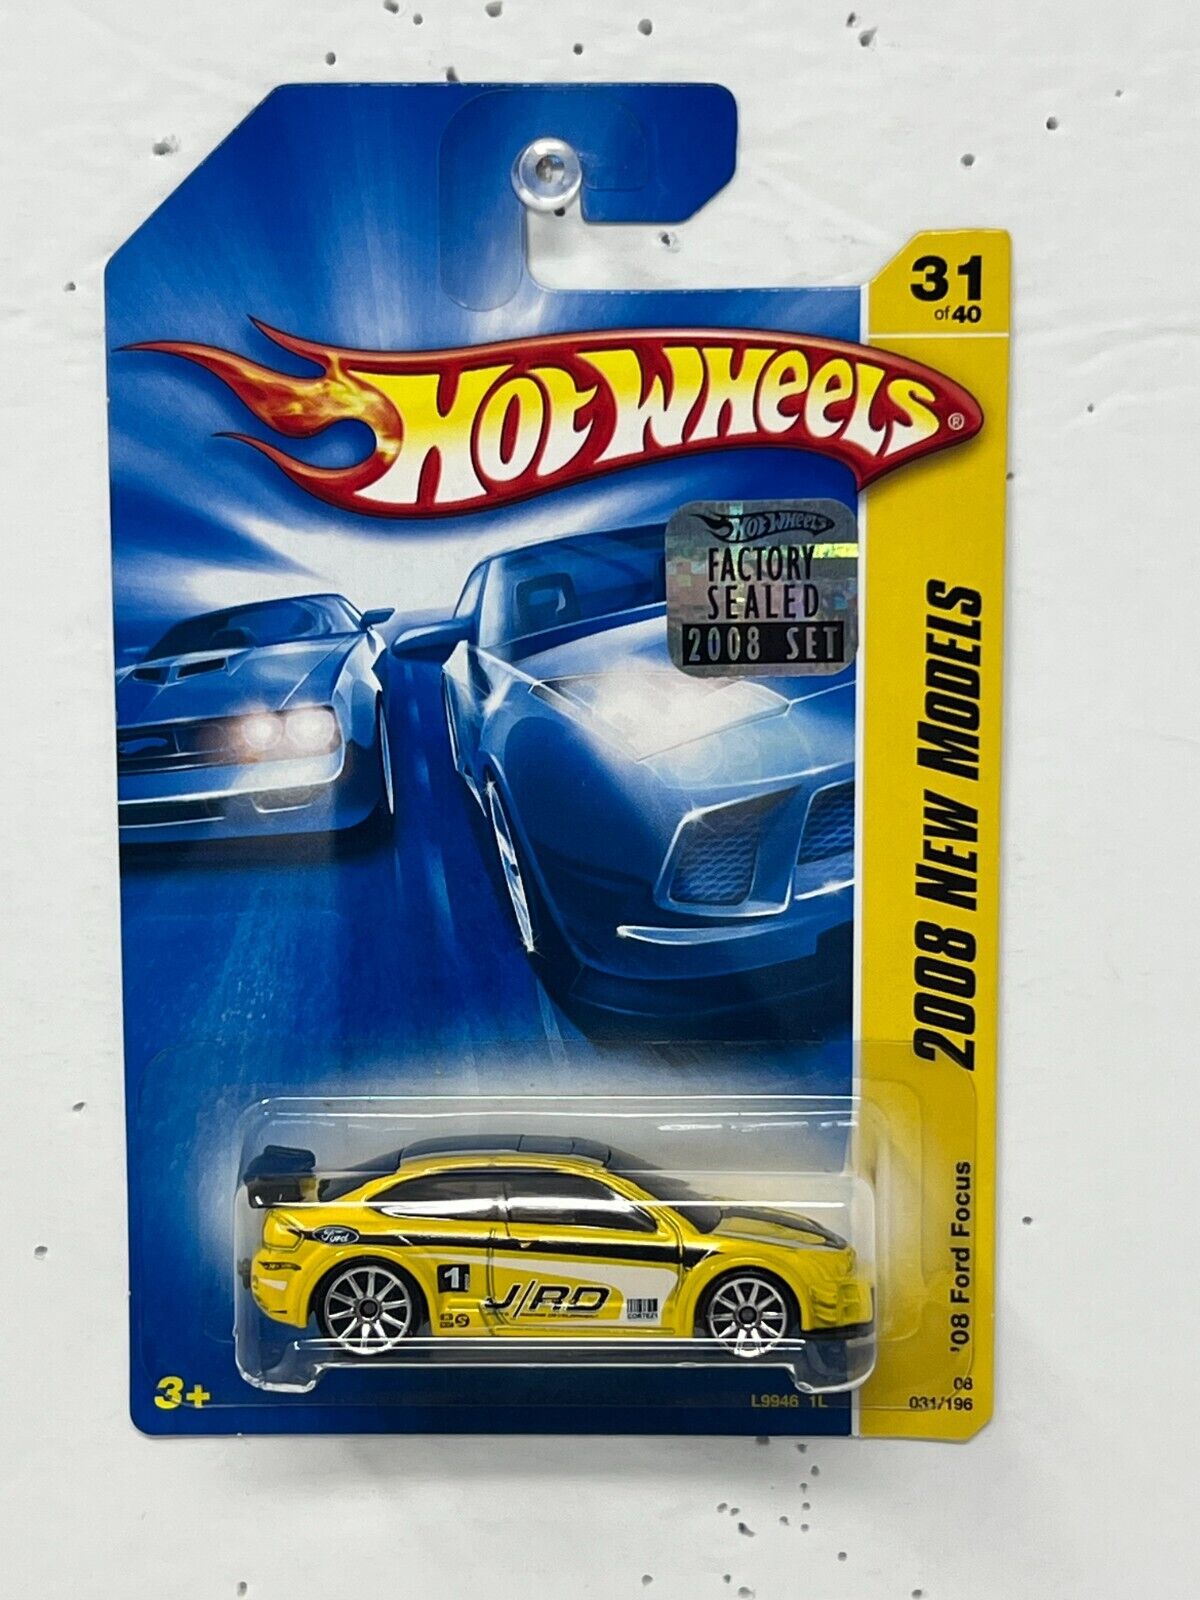 31
of 40
HOT WHEELS®
HOT WHEELS
FACTORY
SEALED
2008 SET
2008 NEW MODELS
'08 Ford Focus
Ford
1
J/RD
3+
L9946 1L
08
031/196